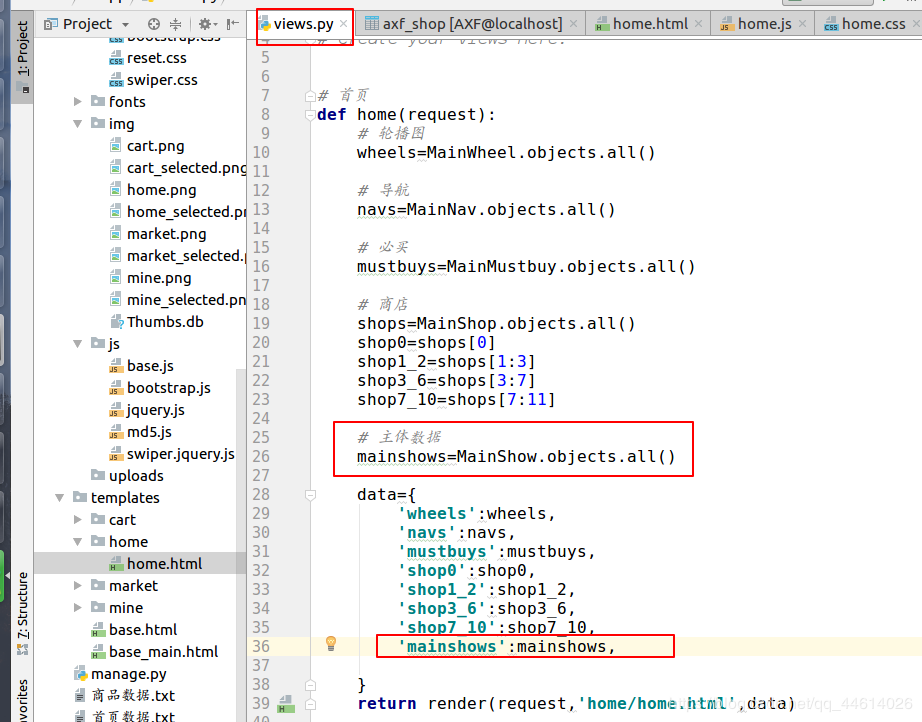 Project
views.py
axf_shop [AXF@localhost]
home.html
home.js
home.css
1: Project
7: Structure
bootstrap.css
reset.css
swiper.css
fonts
img
cart.png
cart_selected.png
home.png
home_selected.pn
market.png
market_selected.p
mine.png
mine_selected.pn
Thumbs.db
js
base.js
bootstrap.js
jquery.js
md5.js
swiper.jquery.js
uploads
templates
cart
home
home.html
market
mine
base.html
base_main.html
manage.py
商品数据.txt
首页数据.txt
# Create your views here.
5
6
7 # 首页
8 def home(request):
9 # 轮播图
10 wheels=MainWheel.objects.all()
11
12 # 导航
13 navs=MainNav.objects.all()
14
15 # 必买
16 mustbuys=MainMustbuy.objects.all()
17
18 # 商店
19 shops=MainShop.objects.all()
20 shop0=shops[0]
21 shop1_2=shops[1:3]
22 shop3_6=shops[3:7]
23 shop7_10=shops[7:11]
24
25 # 主体数据
26 mainshows=MainShow.objects.all()
27
28 data={
29 'wheels':wheels,
30 'navs':navs,
31 'mustbuys':mustbuys,
32 'shop0':shop0,
33 'shop1_2':shop1_2,
34 'shop3_6':shop3_6,
35 'shop7_10':shop7_10,
36 'mainshows':mainshows,
37
38 }
39 return render(request,'home/home.html',data)
40